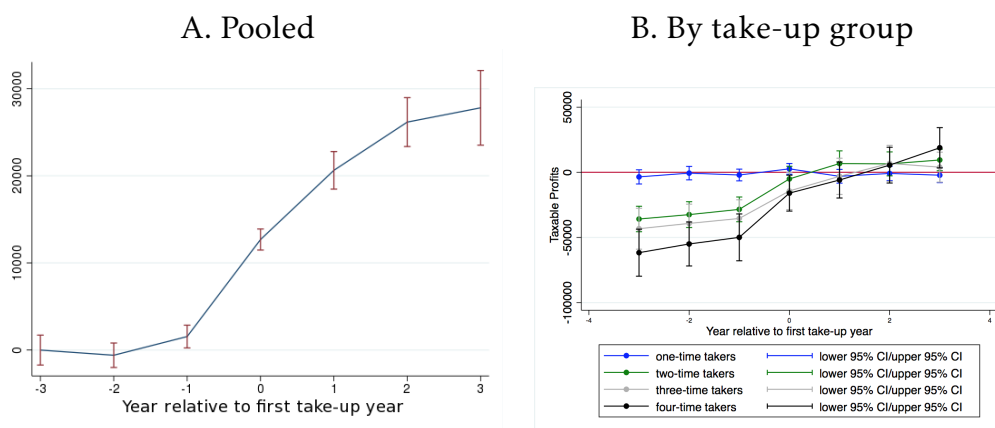 A. Pooled
B. By take-up group
30000
20000
10000
0
-3
-2
-1
0
1
2
3
Year relative to first take-up year
Taxable Profits
50000
0
-50000
-100000
-4
-2
0
2
4
Year relative to first take-up year
one-time takers lower 95% CI/upper 95% CI
two-time takers lower 95% CI/upper 95% CI
three-time takers lower 95% CI/upper 95% CI
four-time takers lower 95% CI/upper 95% CI